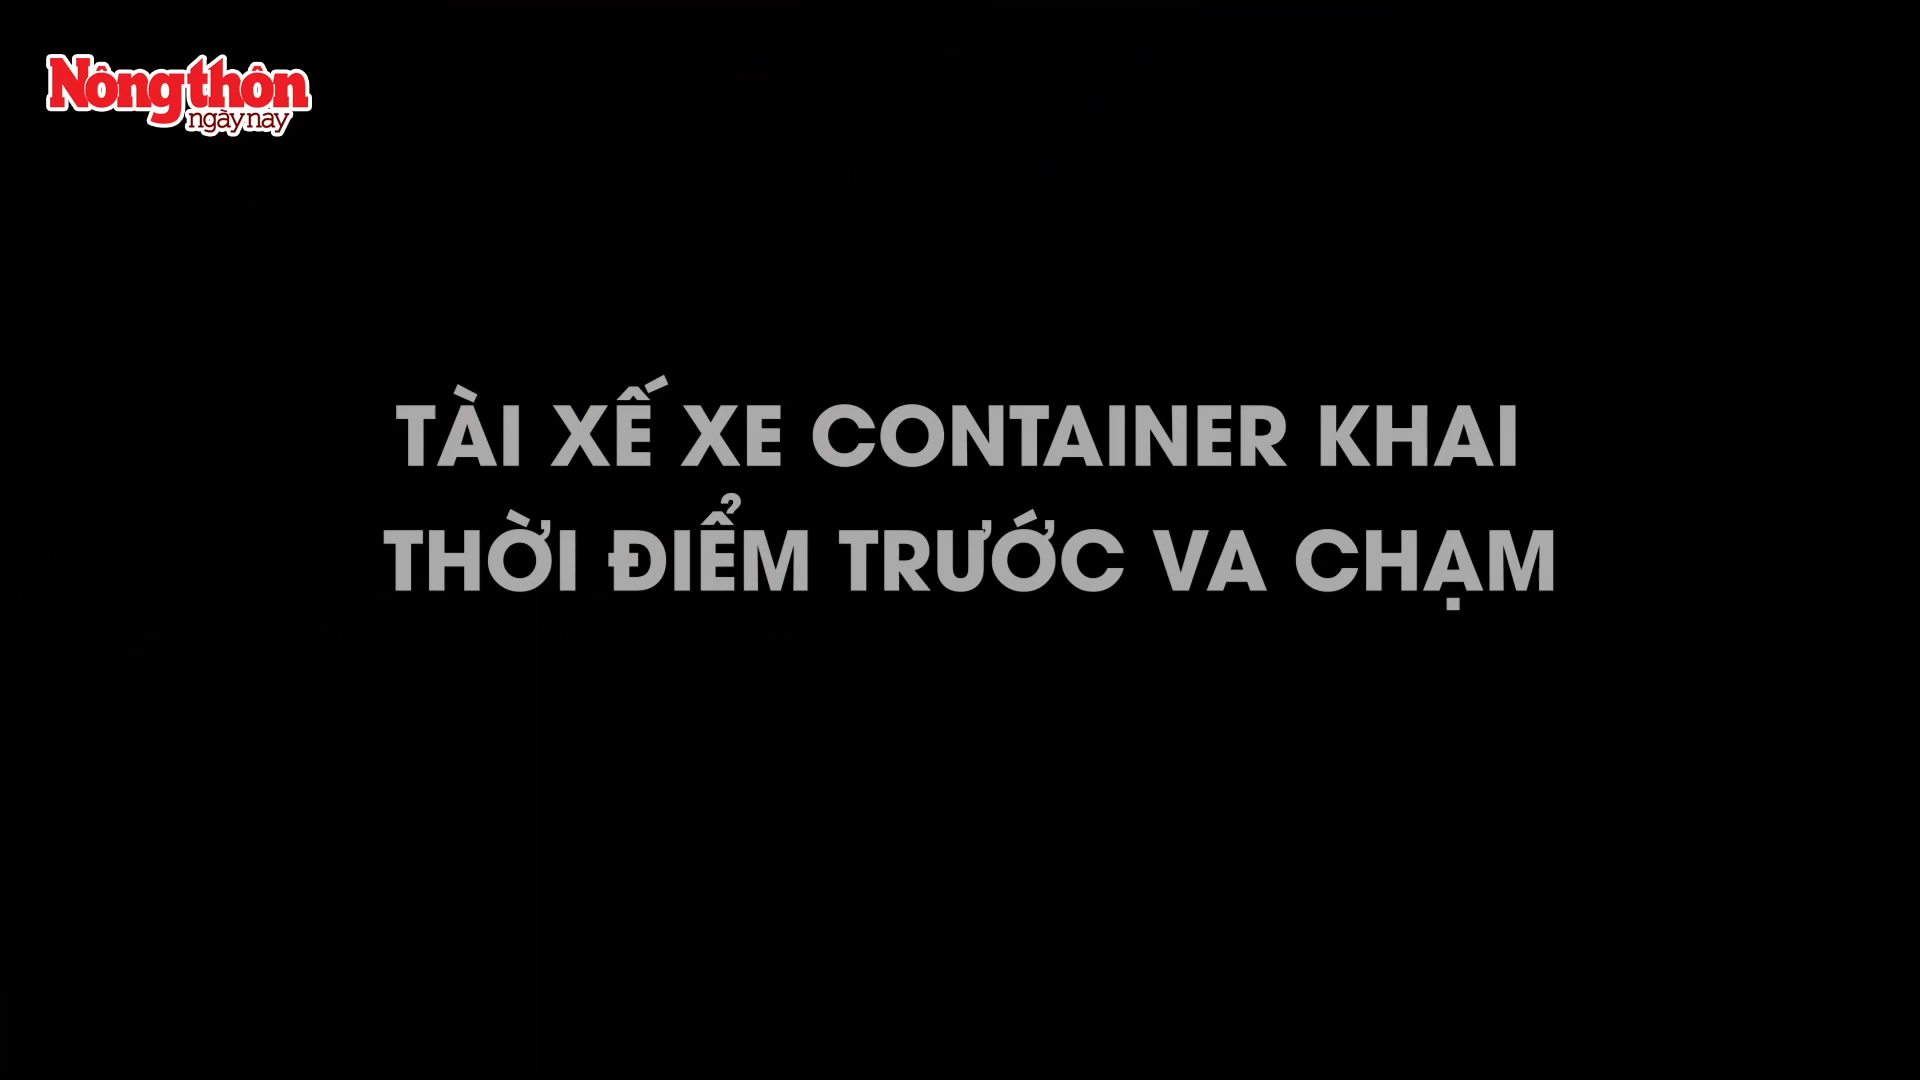 Nông thôn
ngày nay
TÀI XẾ XE CONTAINER KHAI
THỜI ĐIỂM TRƯỚC VA CHẠM